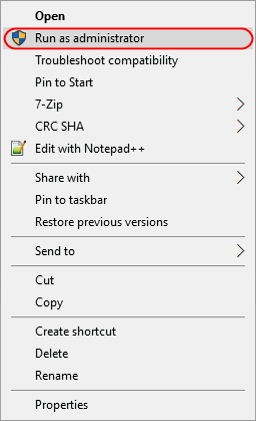 Open
Run as administrator
Troubleshoot compatibility
Pin to Start
7-Zip
CRC SHA
Edit with Notepad++
Share with
Pin to taskbar
Restore previous versions
Send to
Cut
Copy
Create shortcut
Delete
Rename
Properties